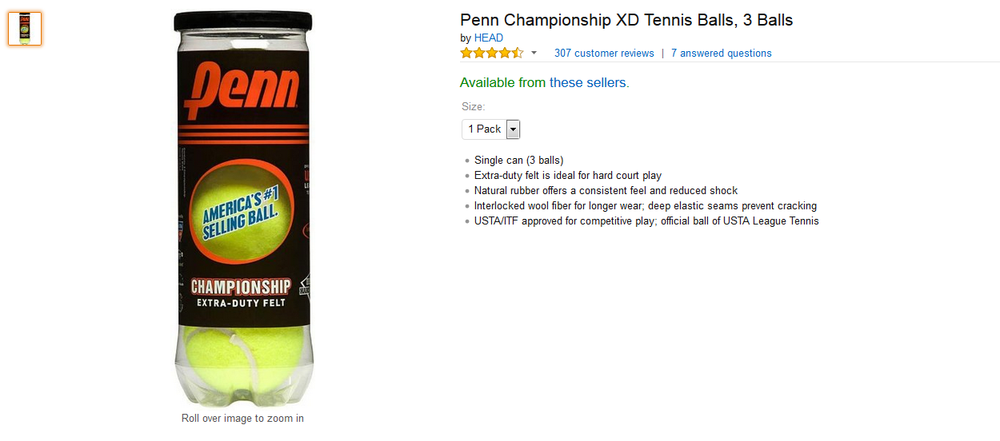 Penn
AMERICA'S #1
SELLING BALL.
CHAMPIONSHIP
EXTRA-DUTY FELT
Roll over image to zoom in
Penn Championship XD Tennis Balls, 3 Balls
by HEAD
307 customer reviews | 7 answered questions
Available from these sellers.
Size:
1 Pack
Single can (3 balls)
Extra-duty felt is ideal for hard court play
Natural rubber offers a consistent feel and reduced shock
Interlocked wool fiber for longer wear; deep elastic seams prevent cracking
USTA/ITF approved for competitive play; official ball of USTA League Tennis